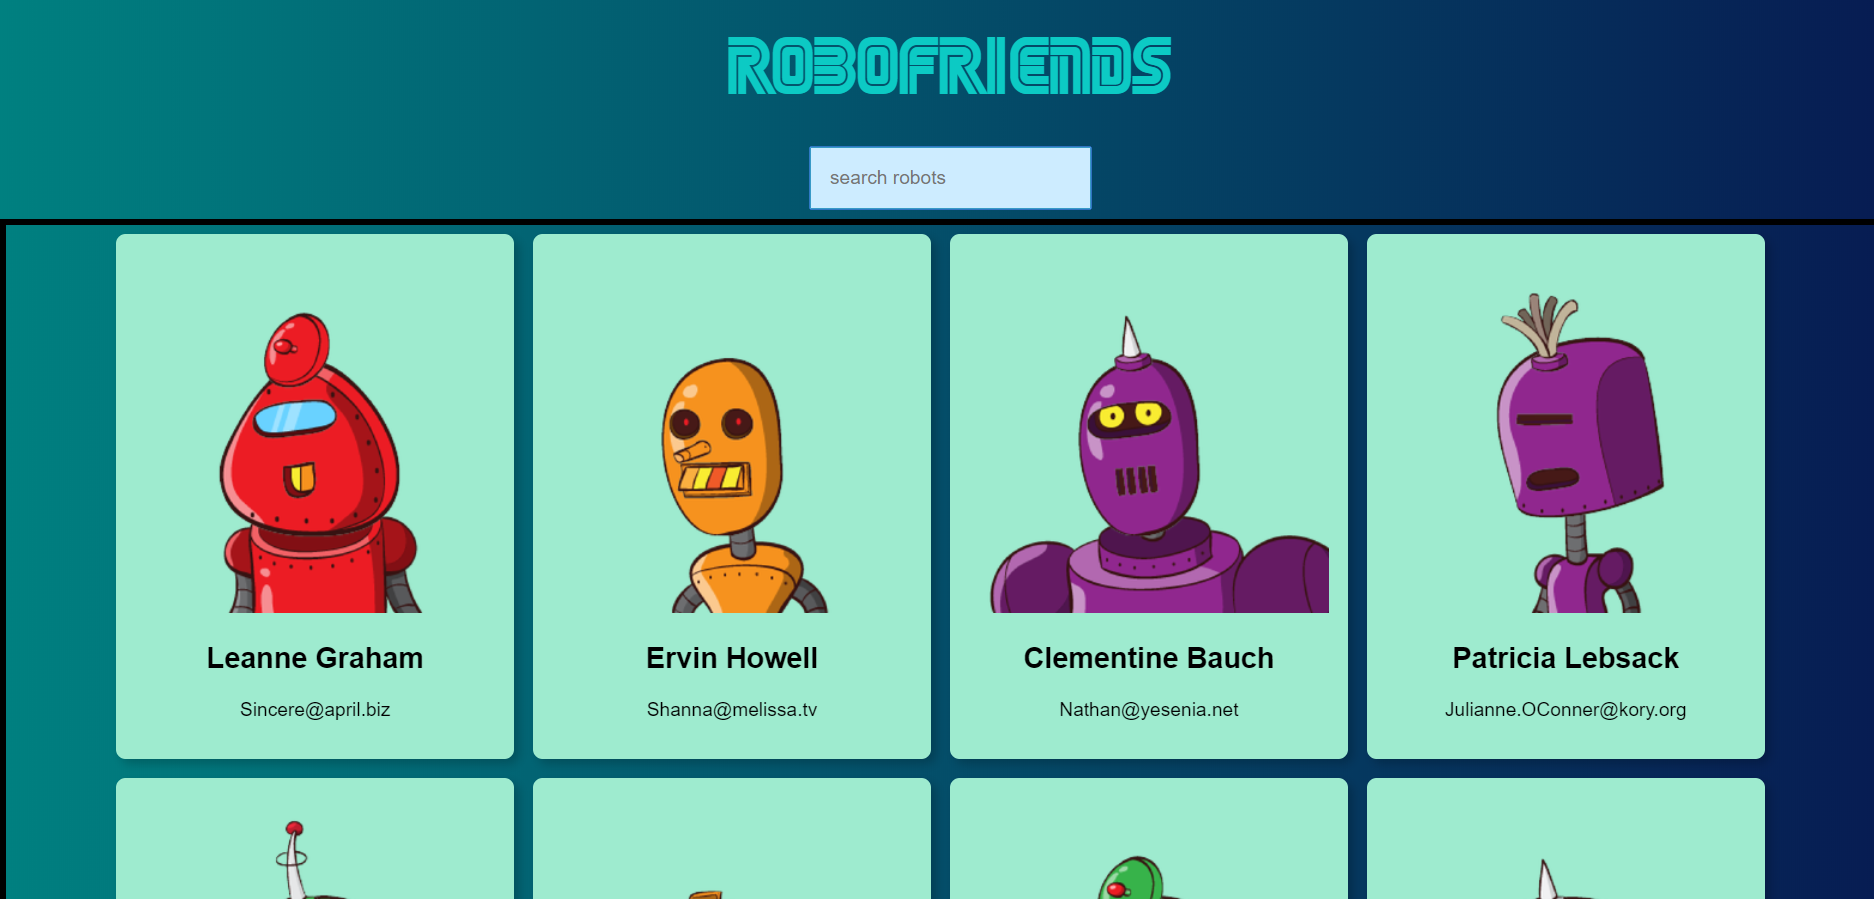 ROBOFRIENDS
search robots
Leanne Graham
Ervin Howell
Clementine Bauch
Patricia Lebsack
Sincere@april.biz
Shanna@melissa.tv
Nathan@yesenia.net
Julianne.OConner@kory.org